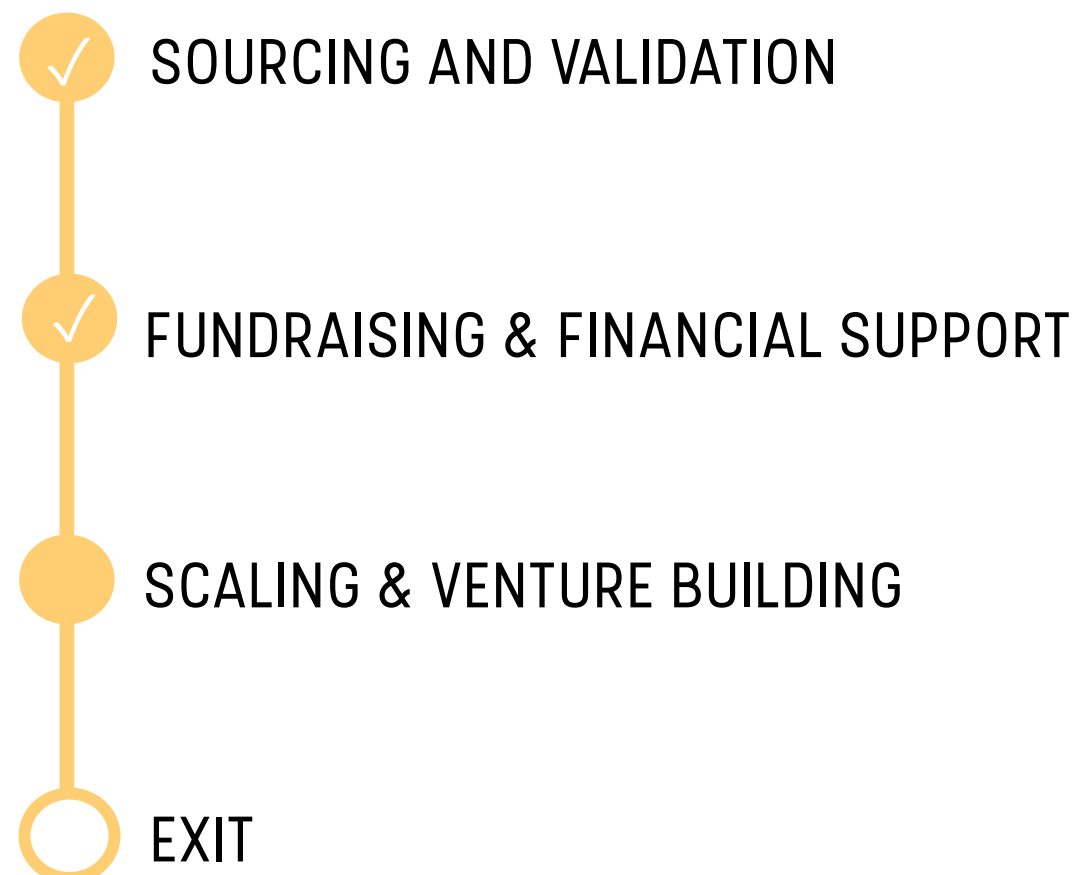 SOURCING AND VALIDATION
FUNDRAISING & FINANCIAL SUPPORT
SCALING & VENTURE BUILDING
EXIT